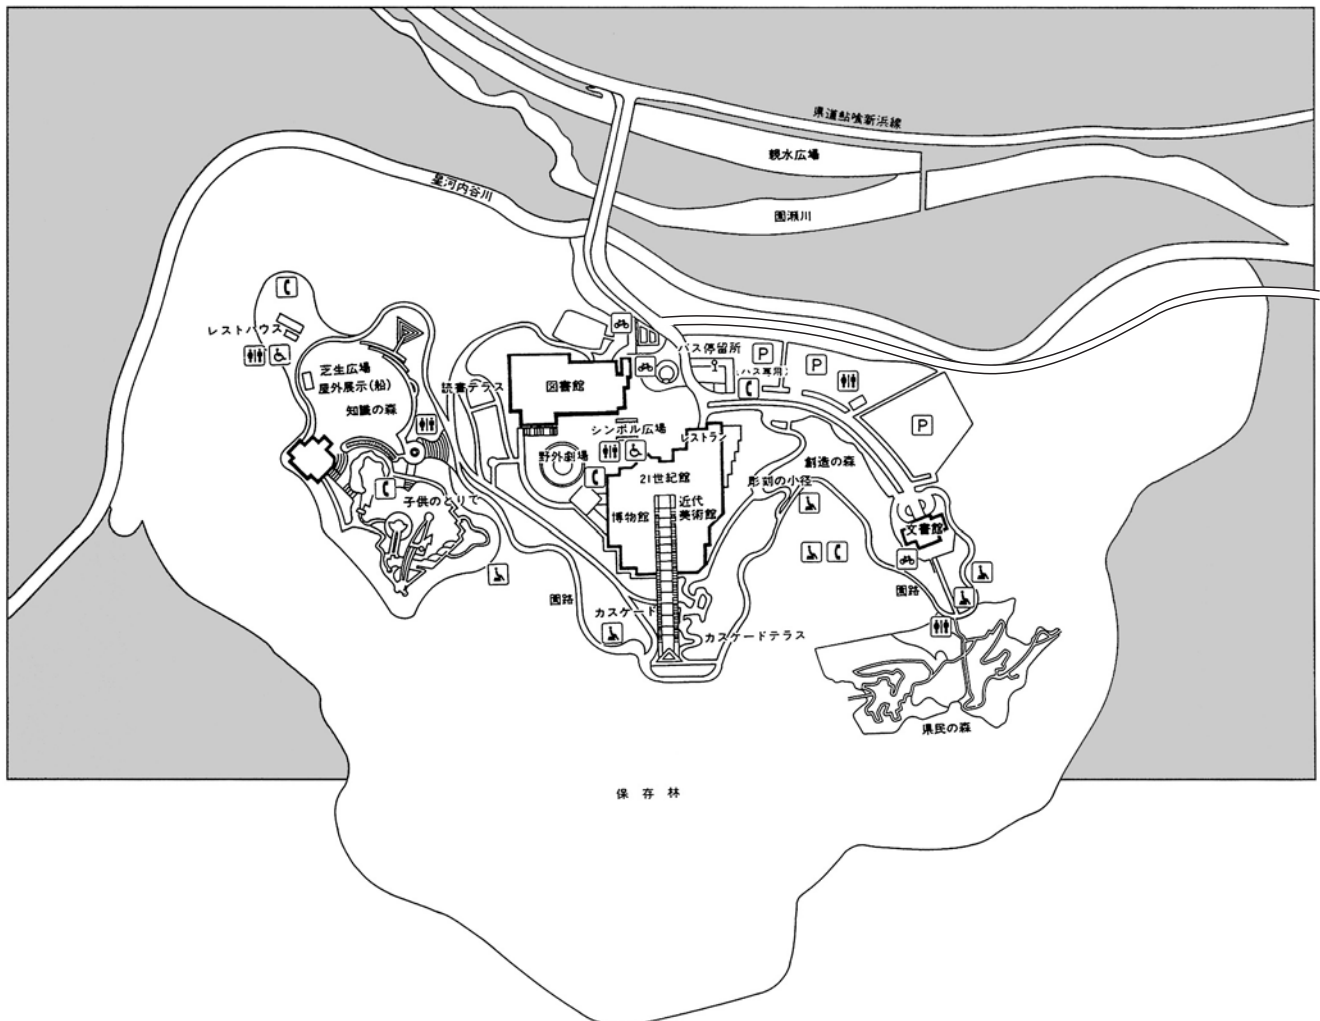 県道鮎喰新浜線
親水広場
星河内谷川
園瀬川
レストハウス
バス停留所
P
(バス専用)
P
芝生広場
屋外展示(船)
読書テラス
図書館
知識の森
P
シンボル広場
レストラン
野外劇場
創造の森
21世紀館
彫刻の小径
子供のとりで
近代
美術館
博物館
文書館
園路
園路
カスケード
カスケードテラス
県民の森
保存林